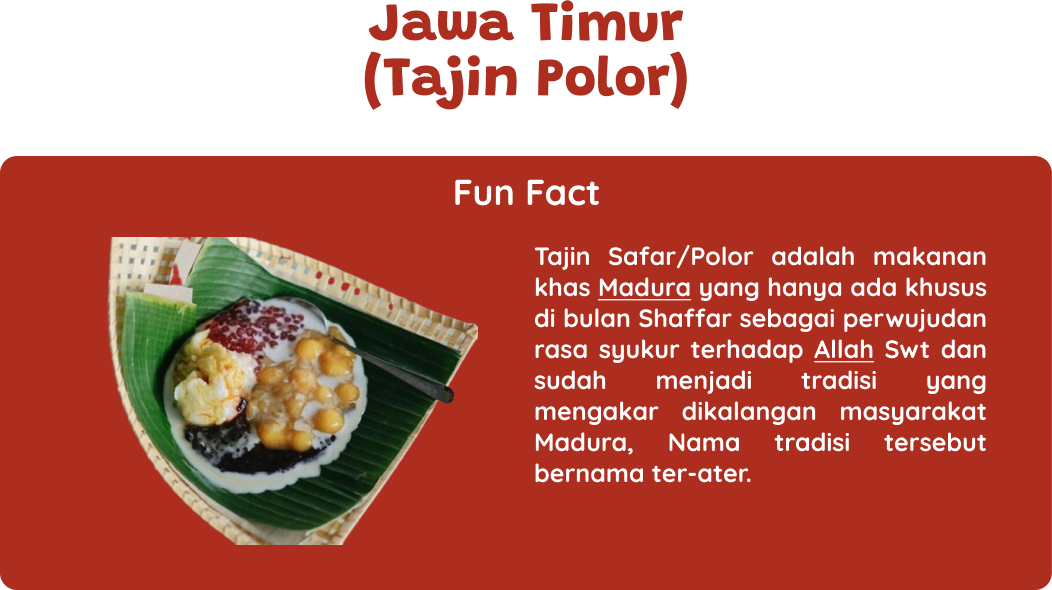 Jawa Timur
(Tajin Polor)
Fun Fact
Tajin Safar/Polor adalah makanan
khas Madura yang hanya ada khusus
di bulan Shaffar sebagai perwujudan
rasa syukur terhadap Allah Swt dan
sudah menjadi tradisi yang
mengakar dikalangan masyarakat
Madura, Nama tradisi tersebut
bernama ter-ater.